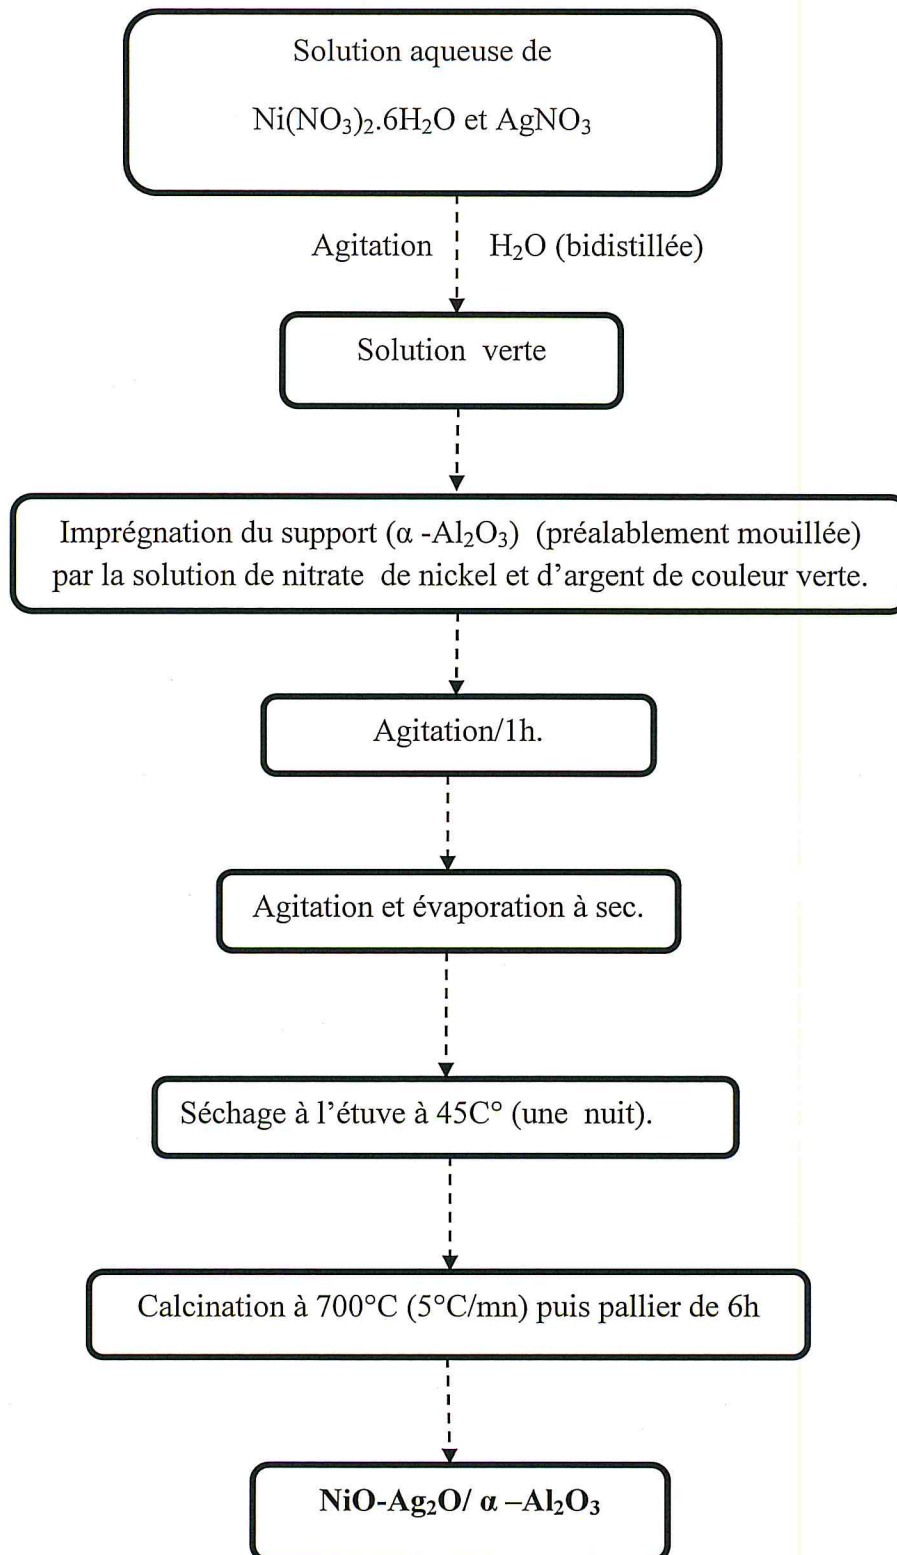 Solution aqueuse de
Ni(NO₃)₂.6H₂O et AgNO₃
Agitation H₂O (bidistillée)
Solution verte
Imprégnation du support (α -Al₂O₃) (préalablement mouillée)
par la solution de nitrate de nickel et d’argent de couleur verte.
Agitation/1h.
Agitation et évaporation à sec.
Séchage à l’étuve à 45C° (une nuit).
Calcination à 700°C (5°C/mn) puis pallier de 6h
NiO-Ag₂O/ α –Al₂O₃